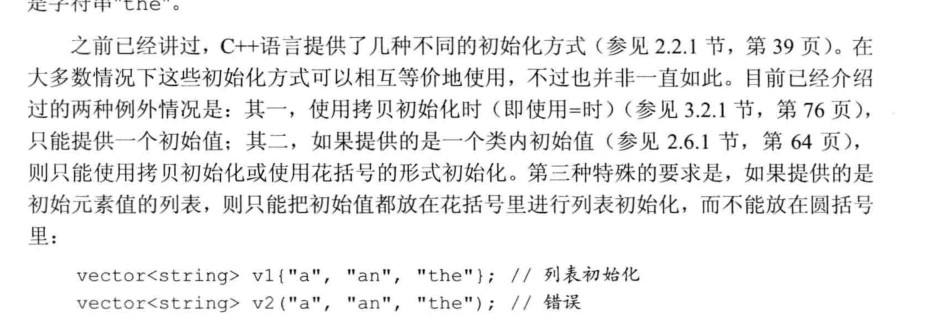 是字符串"the"。
之前已经讲过，C++语言提供了几种不同的初始化方式（参见 2.2.1 节，第 39 页）。在
大多数情况下这些初始化方式可以相互等价地使用，不过也并非一直如此。目前已经介绍
过的两种例外情况是：其一，使用拷贝初始化时（即使用=时）（参见 3.2.1 节，第 76 页），
只能提供一个初始值；其二，如果提供的是一个类内初始值（参见 2.6.1 节，第 64 页），
则只能使用拷贝初始化或使用花括号的形式初始化。第三种特殊的要求是，如果提供的是
初始元素值的列表，则只能把初始值都放在花括号里进行列表初始化，而不能放在圆括号
里：
vector<string> v1{"a", "an", "the"}; // 列表初始化
vector<string> v2("a", "an", "the"); // 错误